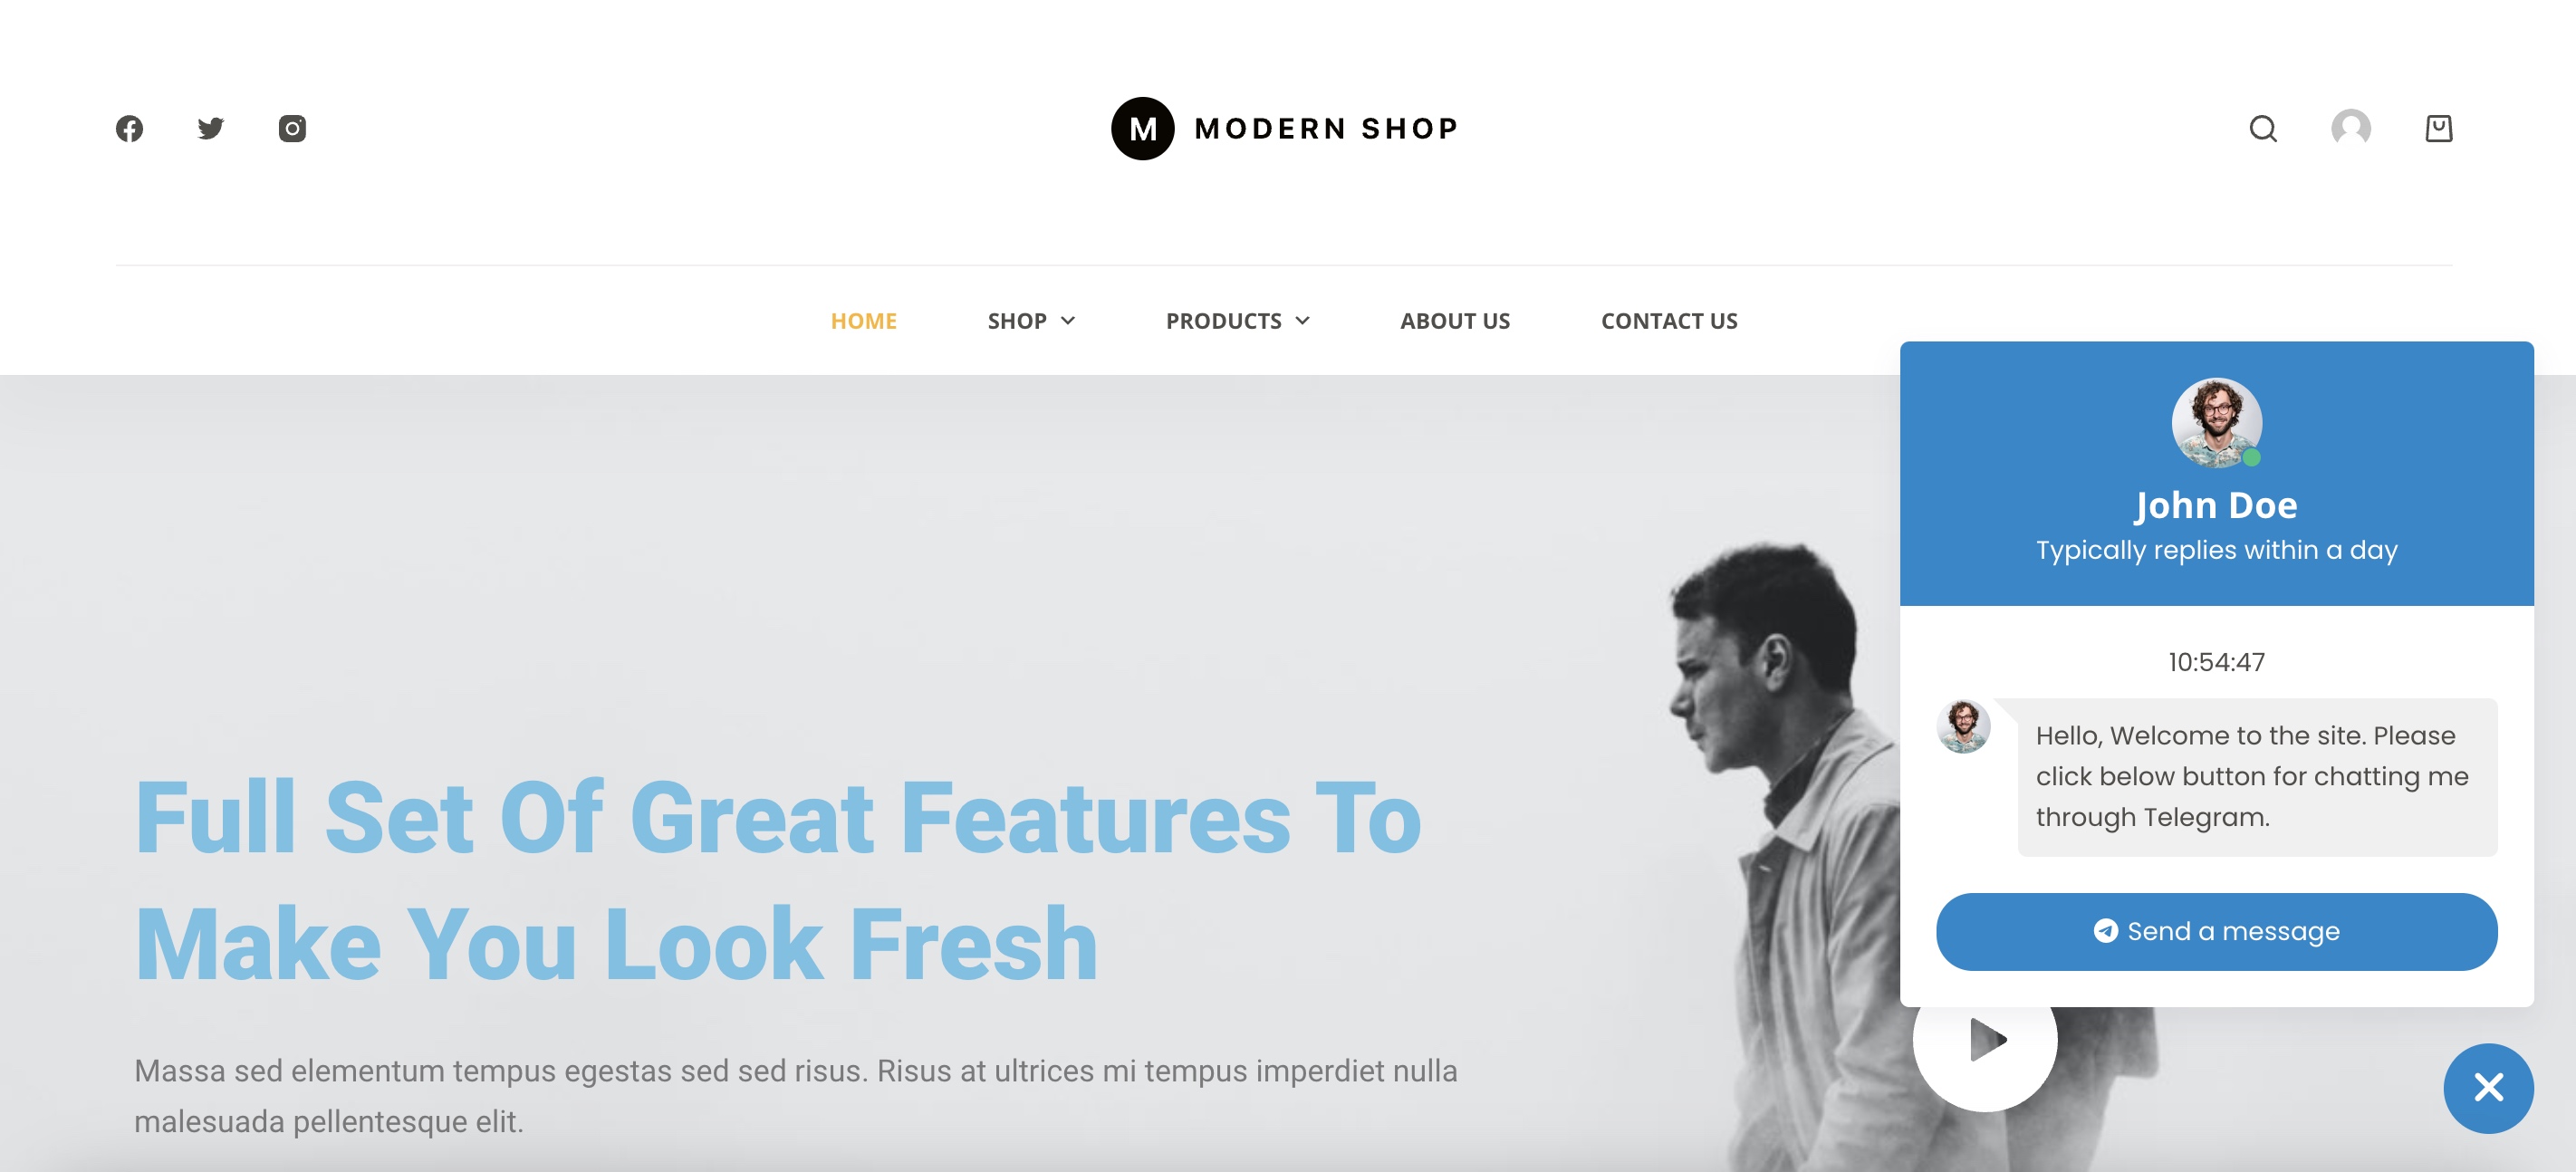 M MODERN SHOP
HOME SHOP PRODUCTS ABOUT US CONTACT US
Full Set Of Great Features To
Make You Look Fresh
Massa sed elementum tempus egestas sed sed risus. Risus at ultrices mi tempus imperdiet nulla
malesuada pellentesque elit.
John Doe
Typically replies within a day
10:54:47
Hello, Welcome to the site. Please
click below button for chatting me
through Telegram.
Send a message